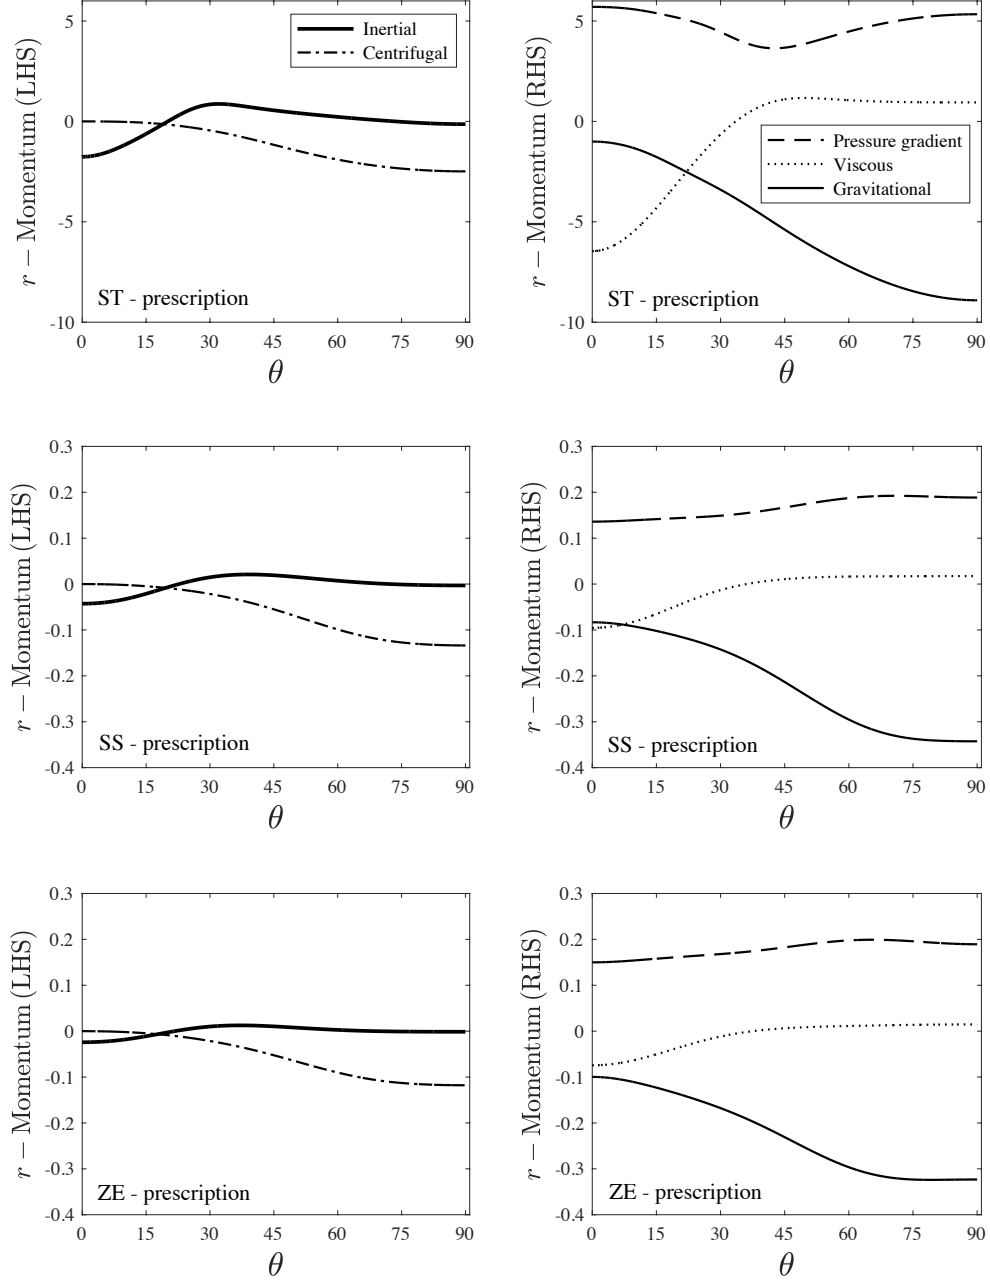 5
0
-5
-10
r − Momentum (LHS)
Inertial
Centrifugal
ST - prescription
0 15 30 45 60 75 90
θ
5
0
-5
-10
r − Momentum (RHS)
Pressure gradient
Viscous
Gravitational
ST - prescription
0 15 30 45 60 75 90
θ
0.3
0.2
0.1
0
-0.1
-0.2
-0.3
-0.4
r − Momentum (LHS)
SS - prescription
0 15 30 45 60 75 90
θ
0.3
0.2
0.1
0
-0.1
-0.2
-0.3
-0.4
r − Momentum (RHS)
SS - prescription
0 15 30 45 60 75 90
θ
0.3
0.2
0.1
0
-0.1
-0.2
-0.3
-0.4
r − Momentum (LHS)
ZE - prescription
0 15 30 45 60 75 90
θ
0.3
0.2
0.1
0
-0.1
-0.2
-0.3
-0.4
r − Momentum (RHS)
ZE - prescription
0 15 30 45 60 75 90
θ